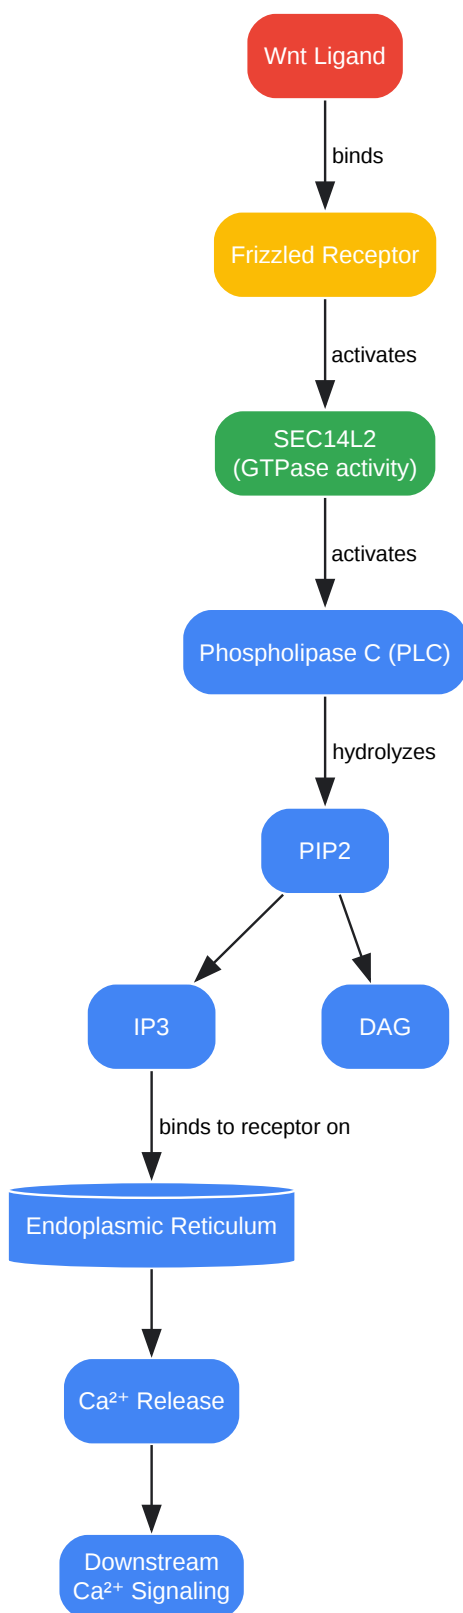 Wnt Ligand
binds
Frizzled Receptor
activates
SEC14L2
(GTPase activity)
activates
Phospholipase C (PLC)
hydrolyzes
PIP2
IP3
DAG
binds to receptor on
Endoplasmic Reticulum
Ca²⁺ Release
Downstream
Ca²⁺ Signaling